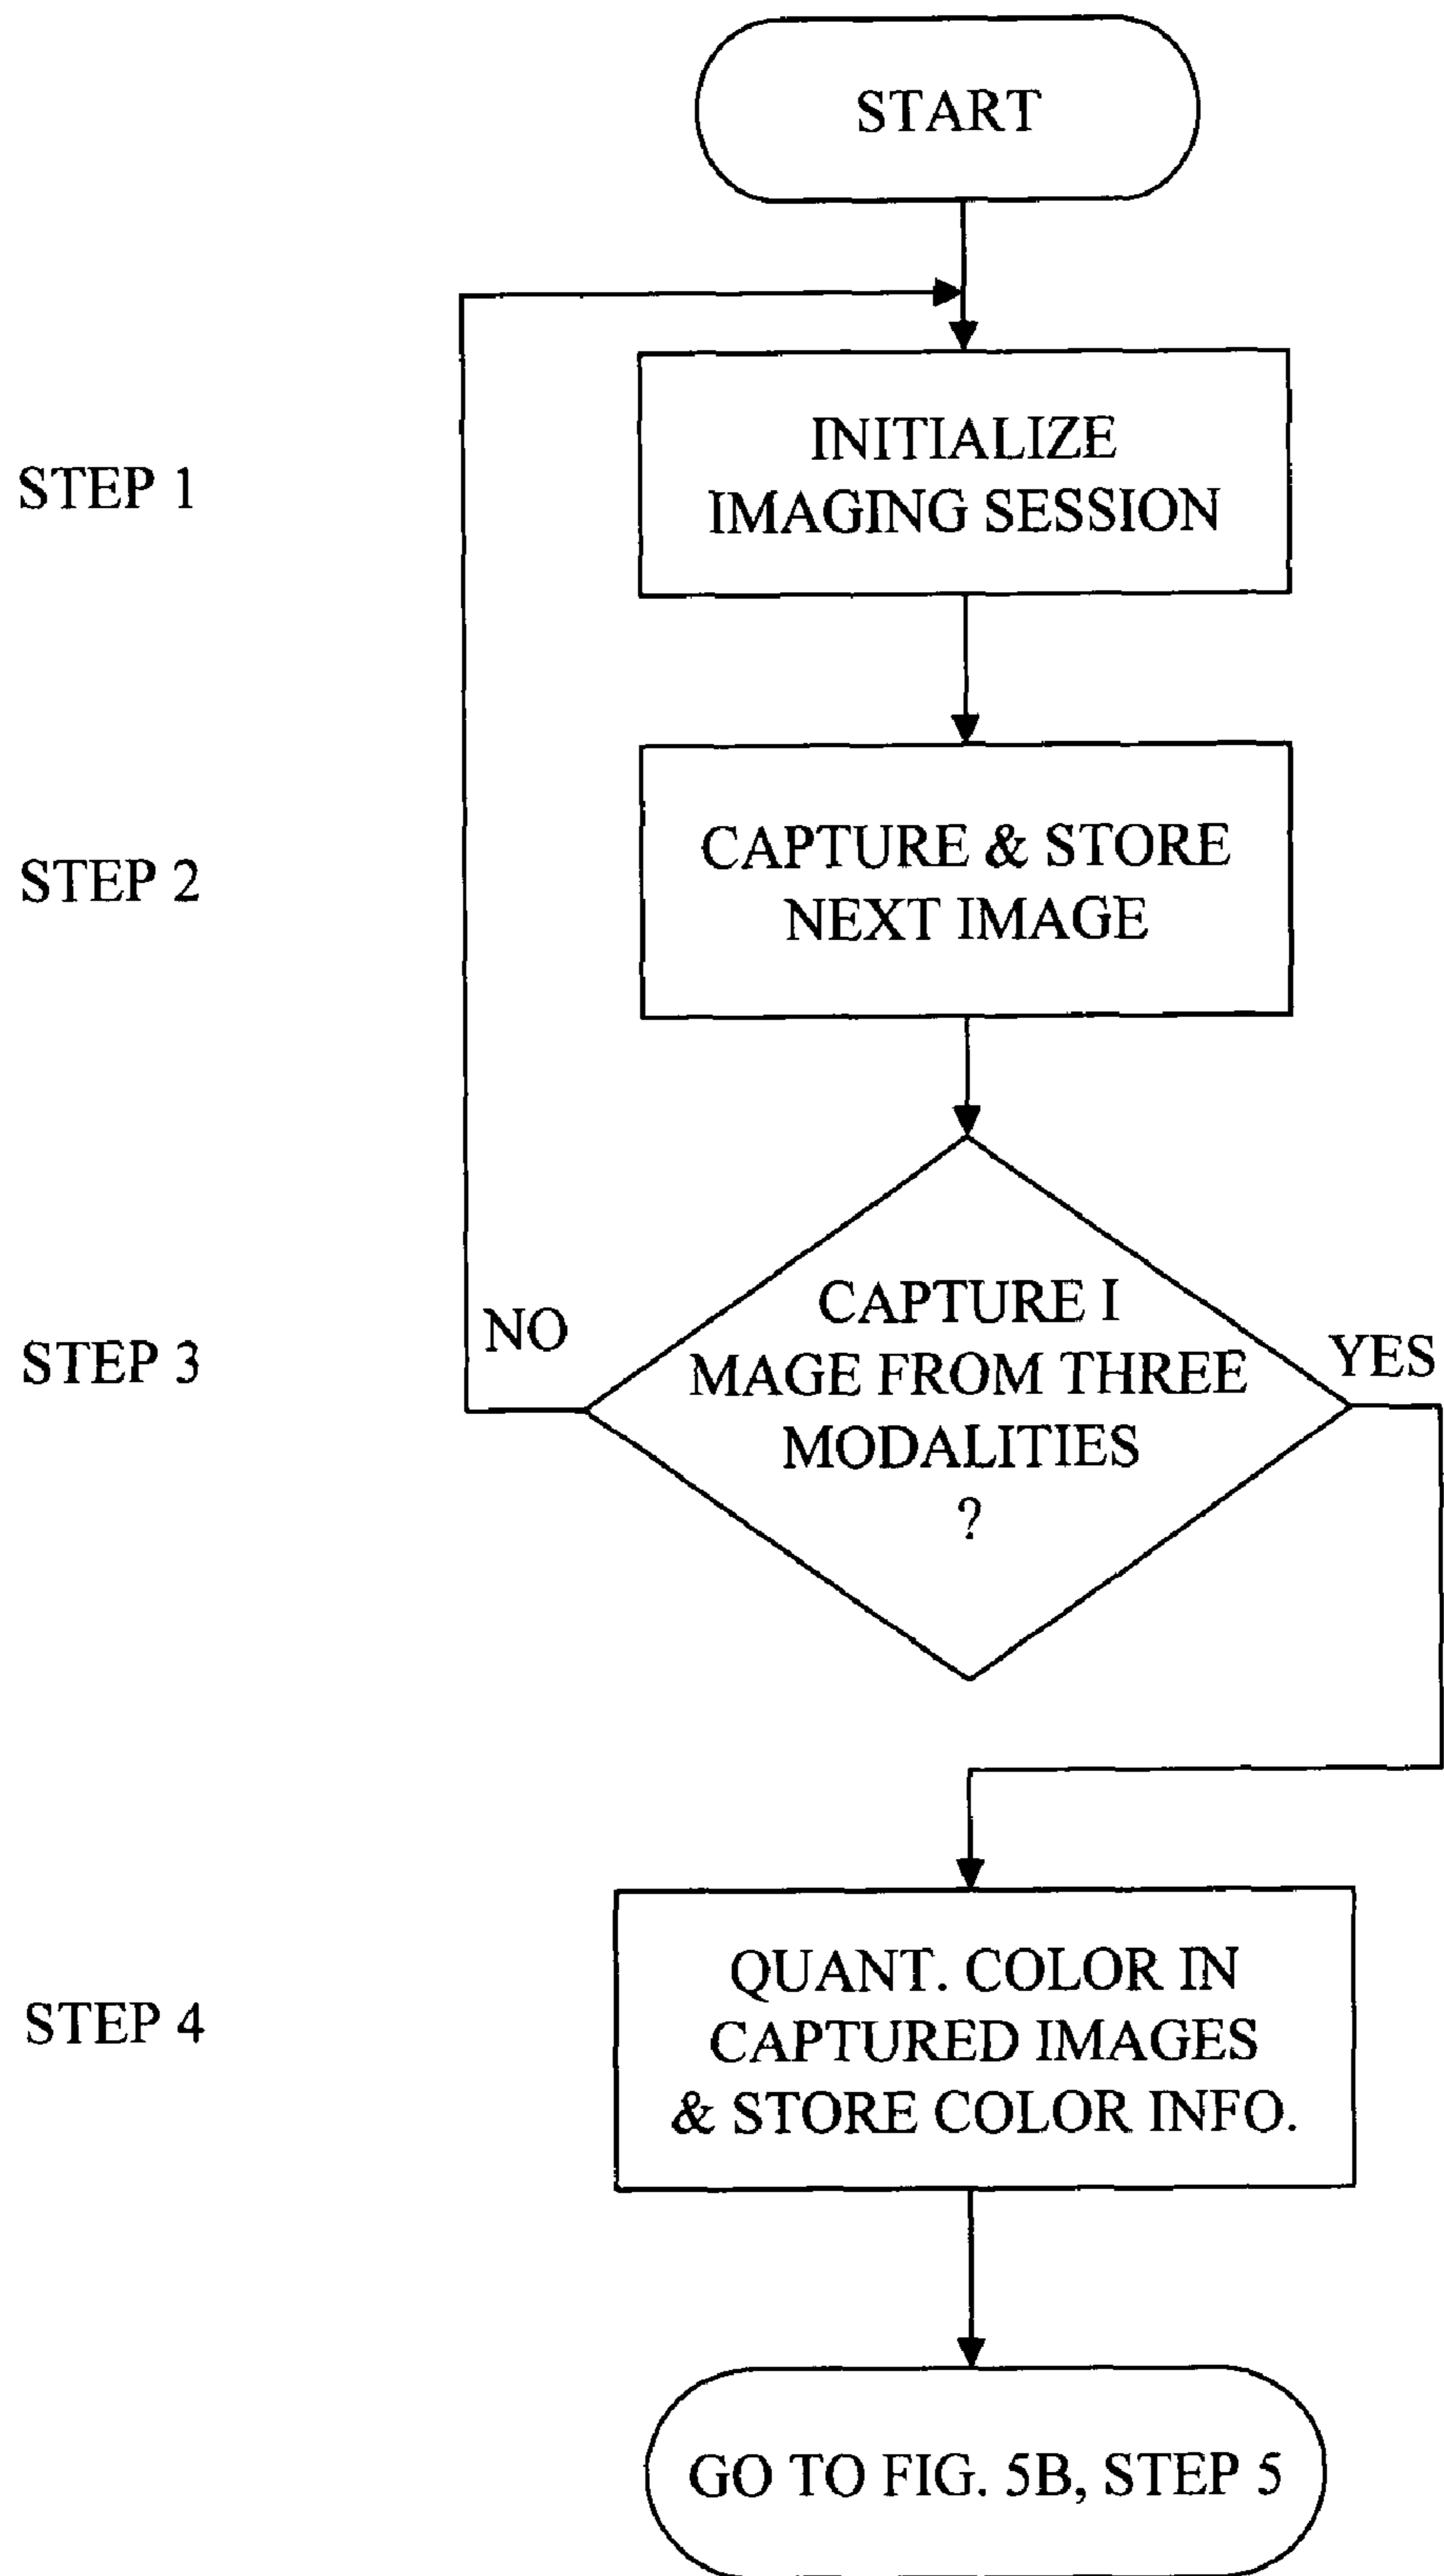 START
STEP 1
INITIALIZE
IMAGING SESSION
STEP 2
CAPTURE & STORE
NEXT IMAGE
STEP 3
NO
CAPTURE I
MAGE FROM THREE
MODALITIES
?
YES
STEP 4
QUANT. COLOR IN
CAPTURED IMAGES
& STORE COLOR INFO.
GO TO FIG. 5B, STEP 5